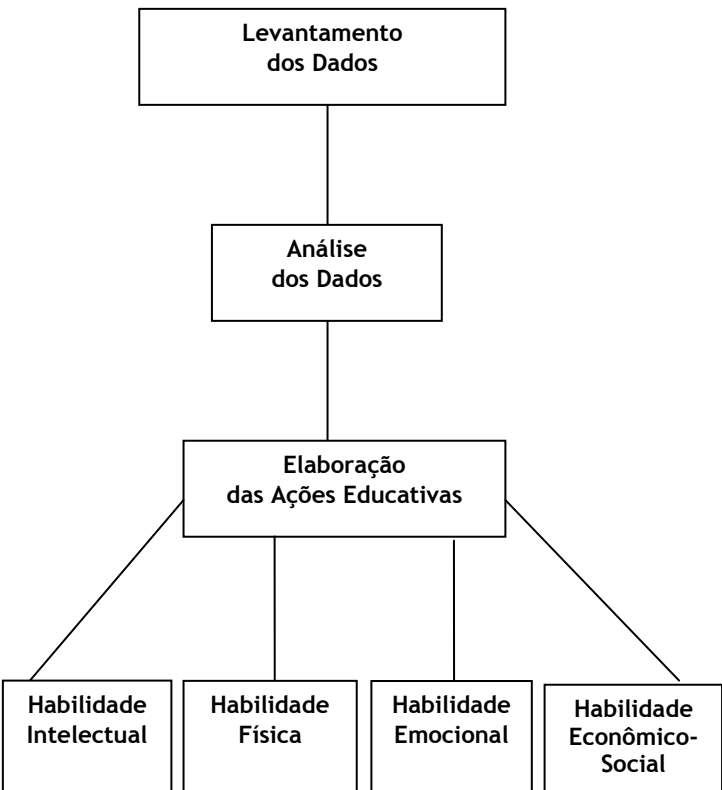 Levantamento
dos Dados
Análise
dos Dados
Elaboração
das Ações Educativas
Habilidade
Intelectual
Habilidade
Física
Habilidade
Emocional
Habilidade
Econômico-
Social